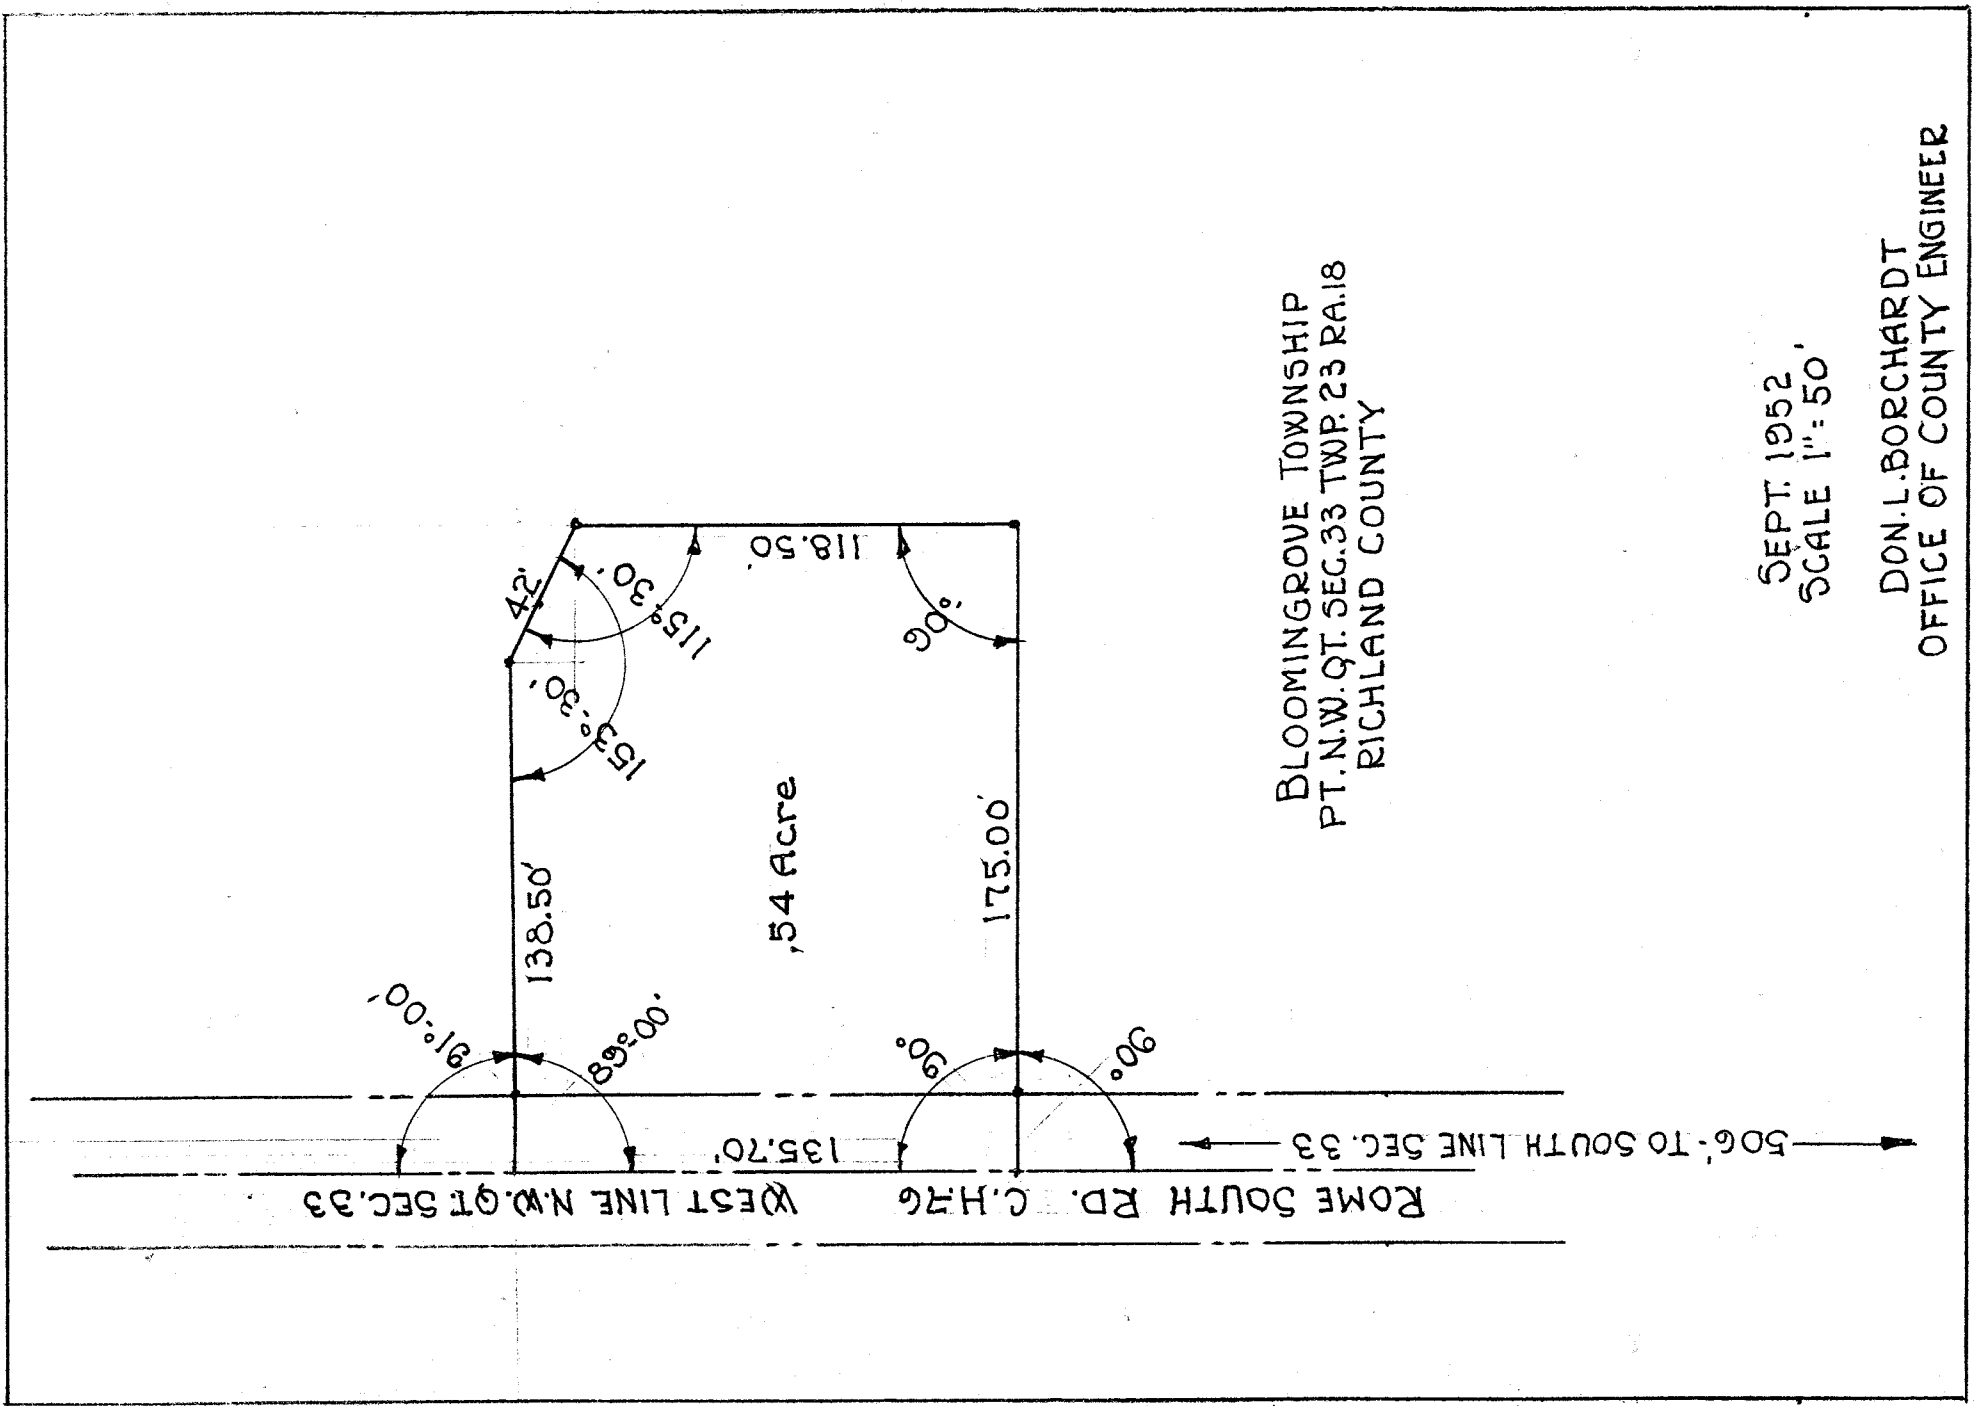 WEST LINE N.W. QT. SEC. 33
ROME SOUTH RD. C.H. 76
506'- TO SOUTH LINE SEC. 33
135.70'
91°-00'
89°-00'
90°
90°
138.50'
175.00'
,54 Acre
153°-30'
115°-30'
90°
42'
118.50'
BLOOMINGROVE TOWNSHIP
PT. N.W. QT. SEC. 33 TWP. 23 RA. 18
RICHLAND COUNTY
SEPT. 1952
SCALE 1"= 50'
DON. L. BORCHARDT
OFFICE OF COUNTY ENGINEER